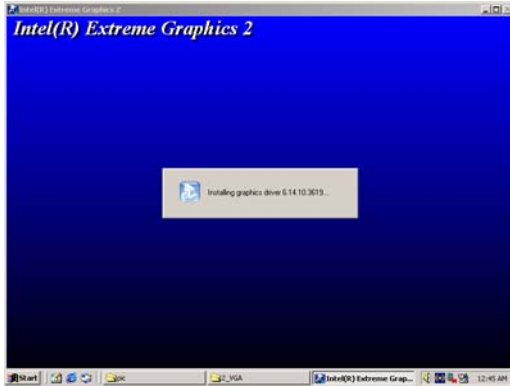 Intel(R) Extreme Graphics 2
Intel(R) Extreme Graphics 2
Installing graphics driver 6.14.10.3619...
Start
2_VGA
Intel(R) Extreme Grap...
12:45 AM